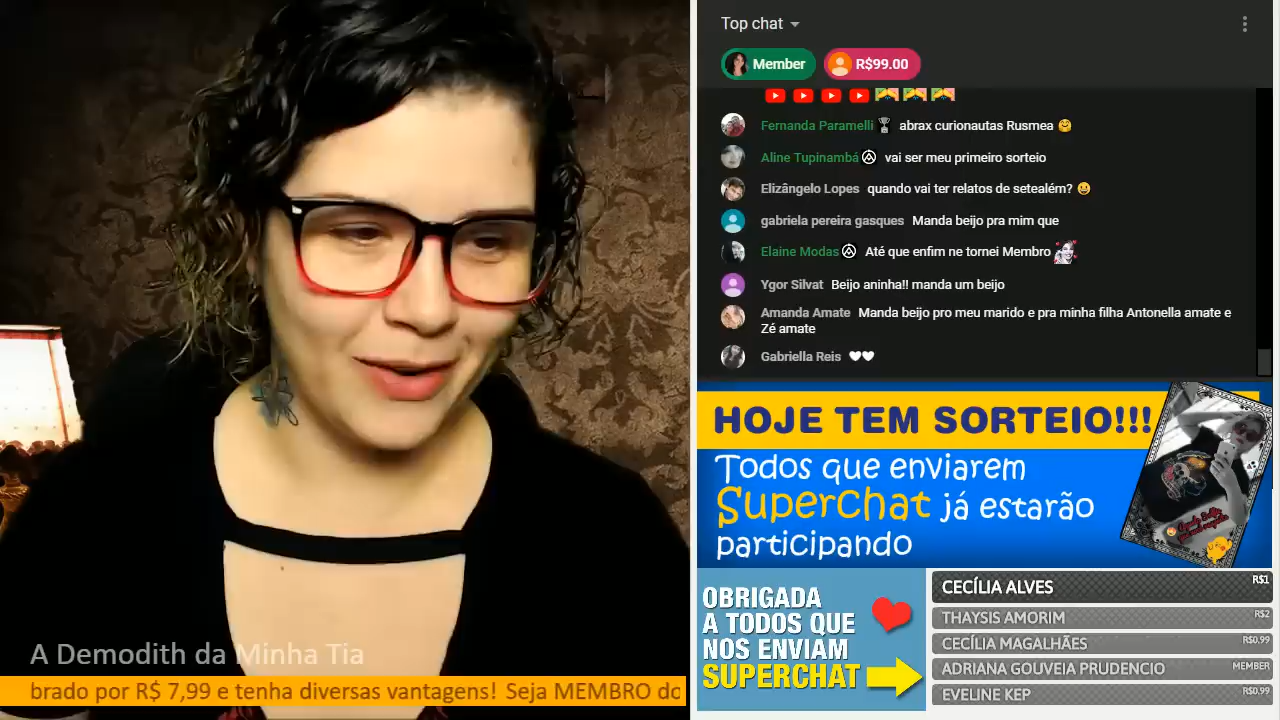 Top chat
Member
R$99.00
Fernanda Paramelli abrax curionautas Rusmea
Aline Tupinambá vai ser meu primeiro sorteio
Elizângelo Lopes quando vai ter relatos de setealém?
gabriela pereira gasques Manda beijo pra mim que
Elaine Modas Até que enfim ne tornei Membro
Ygor Silvat Beijo aninha!! manda um beijo
Amanda Amate Manda beijo pro meu marido e pra minha filha Antonella amate e
Zé amate
Gabriella Reis
HOJE TEM SORTEIO!!!
Todos que enviarem
Superchat já estarão
participando
OBRIGADA
A TODOS QUE
NOS ENVIAM
SUPERCHAT
CECÍLIA ALVES R$1
THAYSIS AMORIM R$2
CECÍLIA MAGALHÃES R$0.99
ADRIANA GOUVEIA PRUDENCIO MEMBER
EVELINE KEP R$0.99
A Demodith da Minha Tia
brado por R$ 7,99 e tenha diversas vantagens! Seja MEMBRO do